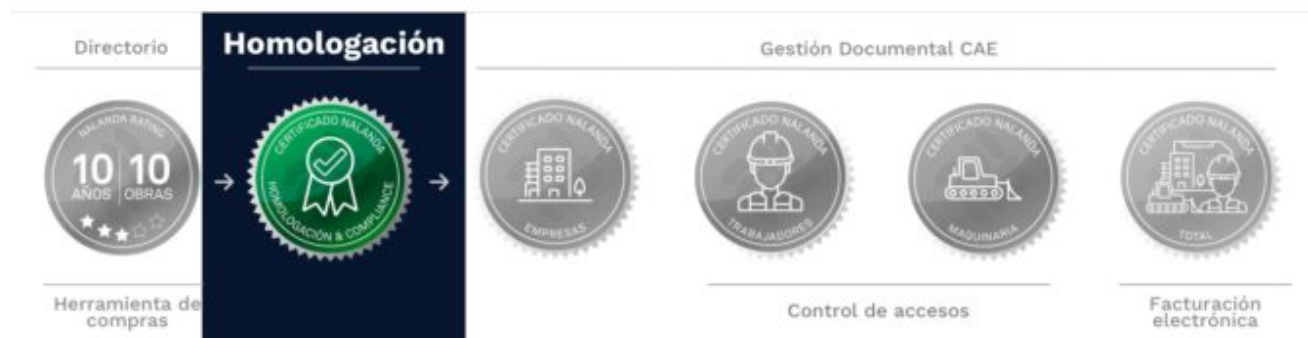 Directorio
Homologación
Gestión Documental CAE
NALANDA RATING
10 AÑOS | 10 OBRAS
CERTIFICADO NALANDA
HOMOLOGACIÓN & COMPLIANCE
CERTIFICADO NALANDA
EMPRESAS
CERTIFICADO NALANDA
TRABAJADORES
CERTIFICADO NALANDA
MAQUINARIA
CERTIFICADO NALANDA
TOTAL
Herramienta de
compras
Control de accesos
Facturación
electrónica